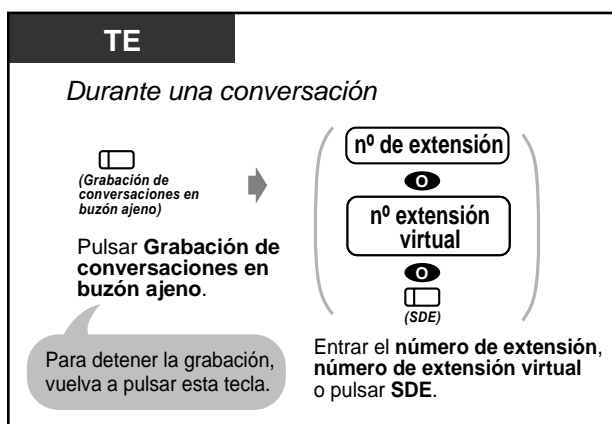 TE
Durante una conversación
(Grabación de
conversaciones en
buzón ajeno)
Pulsar Grabación de
conversaciones en
buzón ajeno.
Para detener la grabación,
vuelva a pulsar esta tecla.
nº de extensión
O
nº extensión
virtual
O
(SDE)
Entrar el número de extensión,
número de extensión virtual
o pulsar SDE.